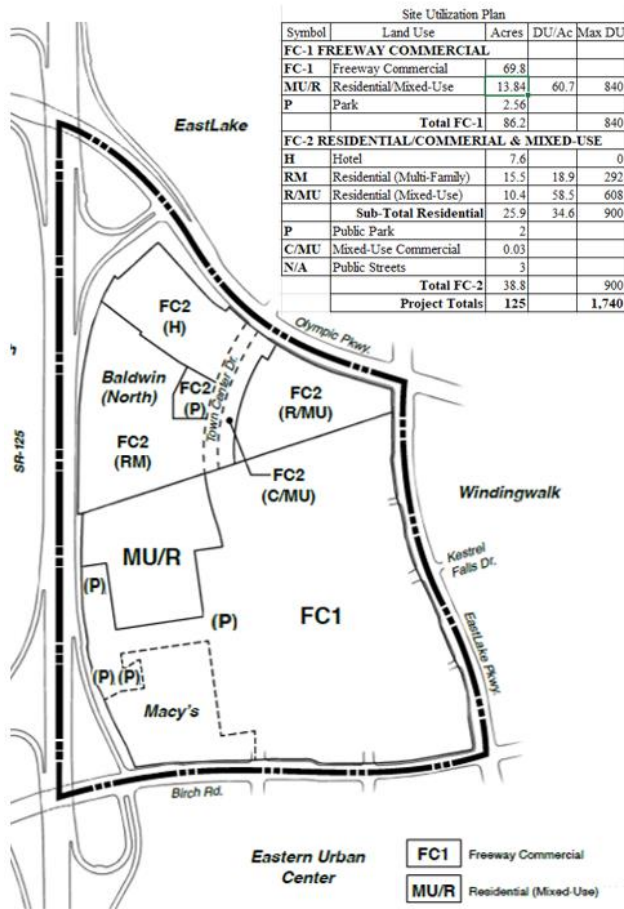 Site Utilization Plan
Symbol Land Use Acres DU/Ac Max DU
FC-1 FREEWAY COMMERCIAL
FC-1 Freeway Commercial 69.8
MU/R Residential/Mixed-Use 13.84 60.7 840
P Park 2.56
Total FC-1 86.2 840
FC-2 RESIDENTIAL/COMMERIAL & MIXED-USE
H Hotel 7.6 0
RM Residential (Multi-Family) 15.5 18.9 292
R/MU Residential (Mixed-Use) 10.4 58.5 608
Sub-Total Residential 25.9 34.6 900
P Public Park 2
C/MU Mixed-Use Commercial 0.03
N/A Public Streets 3
Total FC-2 38.8 900
Project Totals 125 1,740
EastLake
Olympic Pkwy.
FC2
(H)
Baldwin
(North)
FC2
(P)
Town Center Dr.
FC2
(R/MU)
SR-125
FC2
(RM)
FC2
(C/MU)
Windingwalk
Kestrel
Falls Dr.
MU/R
(P)
(P)
FC1
EastLake Pkwy.
(P) (P)
Macy's
Birch Rd.
Eastern Urban
Center
FC1 Freeway Commercial
MU/R Residential (Mixed-Use)